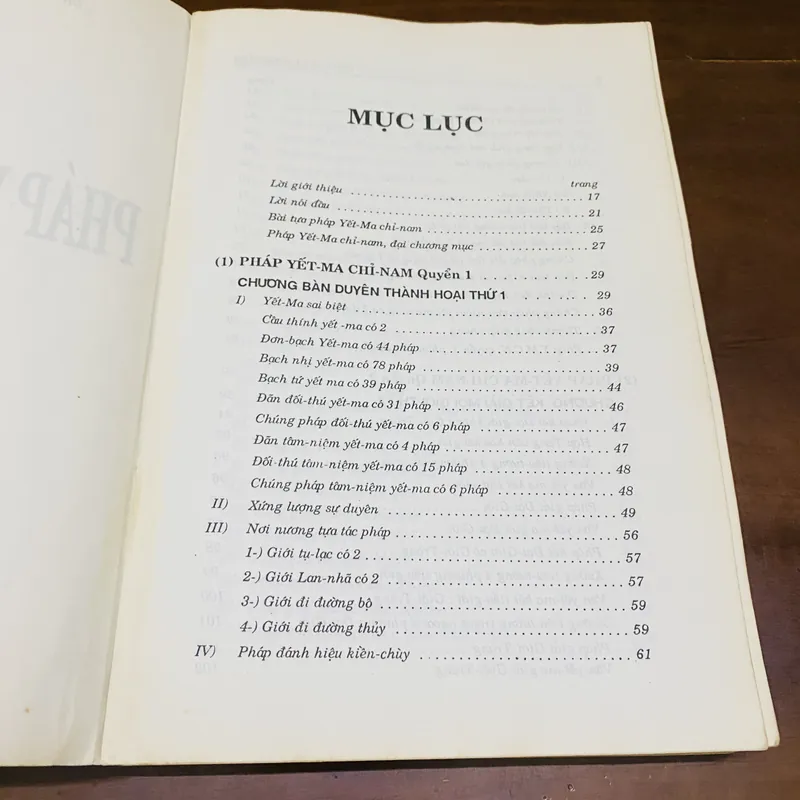 PHÁP
MỤC LỤC
trang
Lời giới thiệu 17
Lời nói đầu 21
Bài tựa pháp Yết-Ma chỉ-nam 25
Pháp Yết-Ma chỉ-nam, đại chương mục 27
(1) PHÁP YẾT-MA CHỈ-NAM Quyển 1 29
CHƯƠNG BÀN DUYÊN THÀNH HOẠI THỨ 1 29
I) Yết-Ma sai biệt 36
Cầu thính yết -ma có 2 37
Đơn-bạch Yết-ma có 44 pháp 37
Bạch nhị yết-ma có 78 pháp 39
Bạch tứ yết ma có 39 pháp 44
Đãn đối-thú yết-ma có 31 pháp 46
Chúng pháp đối-thú yết-ma có 6 pháp 47
Đãn tâm-niệm yết-ma có 4 pháp 47
Đối-thú tâm-niệm yết-ma có 15 pháp 48
Chúng pháp tâm-niệm yết-ma có 6 pháp 48
II) Xứng lượng sự duyên 49
III) Nơi nương tựa tác pháp 56
1-) Giới tụ-lạc có 2 57
2-) Giới Lan-nhã có 2 57
3-) Giới đi đường bộ 59
4-) Giới đi đường thủy 59
IV) Pháp đánh hiệu kiền-chùy 61